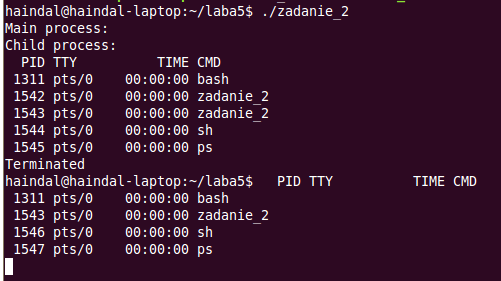 haindal@haindal-laptop:~/laba5$ ./zadanie_2
Main process:
Child process:
  PID TTY          TIME CMD
 1311 pts/0    00:00:00 bash
 1542 pts/0    00:00:00 zadanie_2
 1543 pts/0    00:00:00 zadanie_2
 1544 pts/0    00:00:00 sh
 1545 pts/0    00:00:00 ps
Terminated
haindal@haindal-laptop:~/laba5$   PID TTY          TIME CMD
 1311 pts/0    00:00:00 bash
 1543 pts/0    00:00:00 zadanie_2
 1546 pts/0    00:00:00 sh
 1547 pts/0    00:00:00 ps